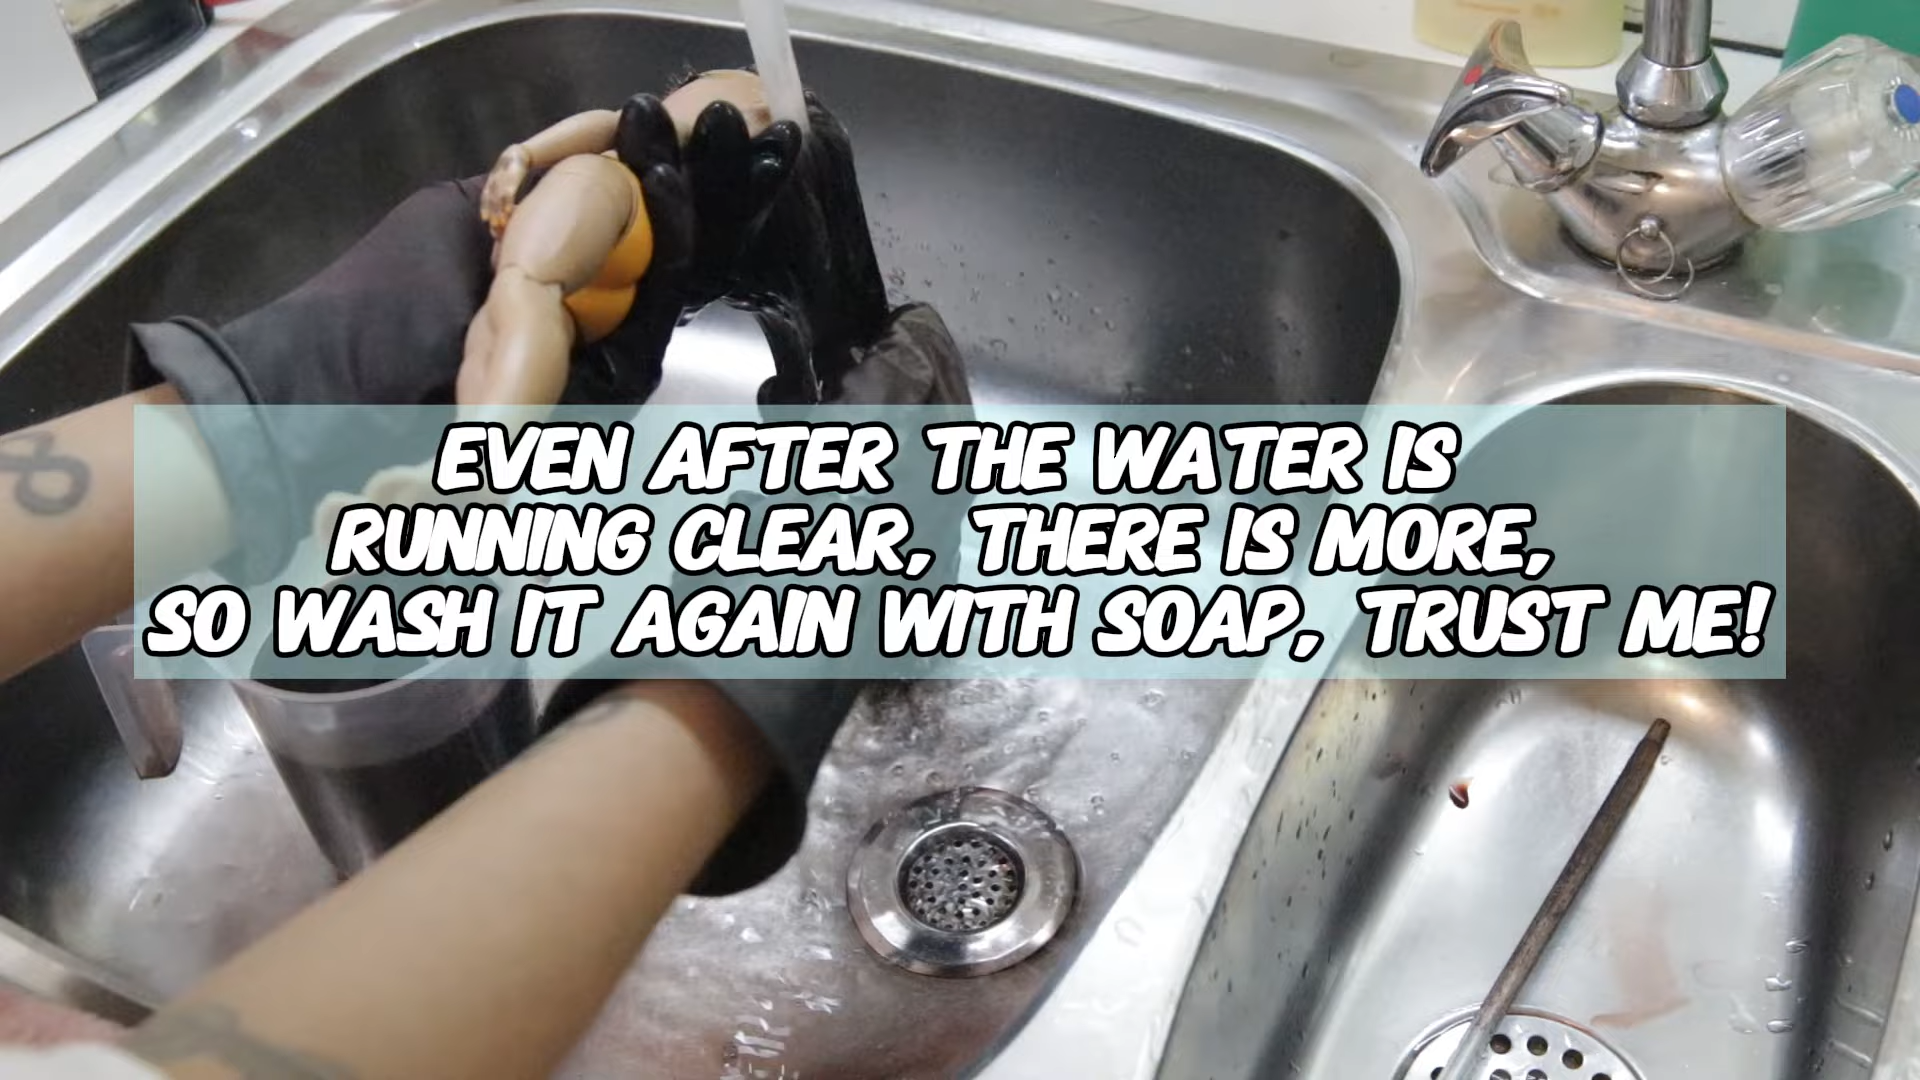 EVEN AFTER THE WATER IS
RUNNING CLEAR, THERE IS MORE,
SO WASH IT AGAIN WITH SOAP, TRUST ME!